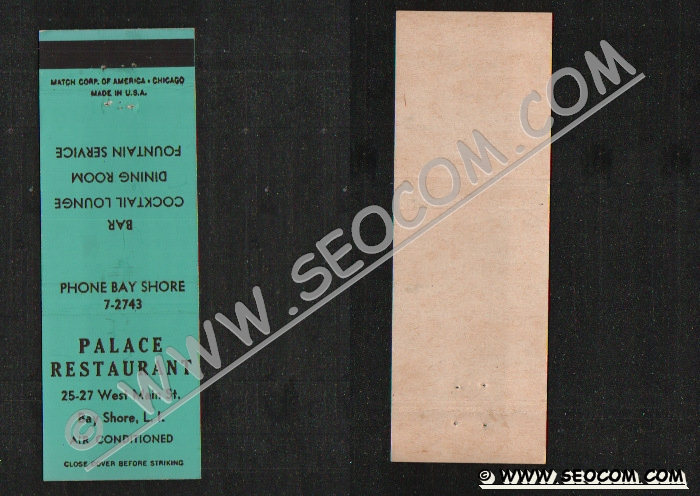 MATCH CORP. OF AMERICA • CHICAGO
MADE IN U.S.A.
BAR
COCKTAIL LOUNGE
DINING ROOM
FOUNTAIN SERVICE
PHONE BAY SHORE
7-2743
PALACE
RESTAURANT
25-27 West Main St.
Bay Shore, L. I.
AIR CONDITIONED
CLOSE COVER BEFORE STRIKING
© WWW.SEOCOM.COM
© WWW.SEOCOM.COM